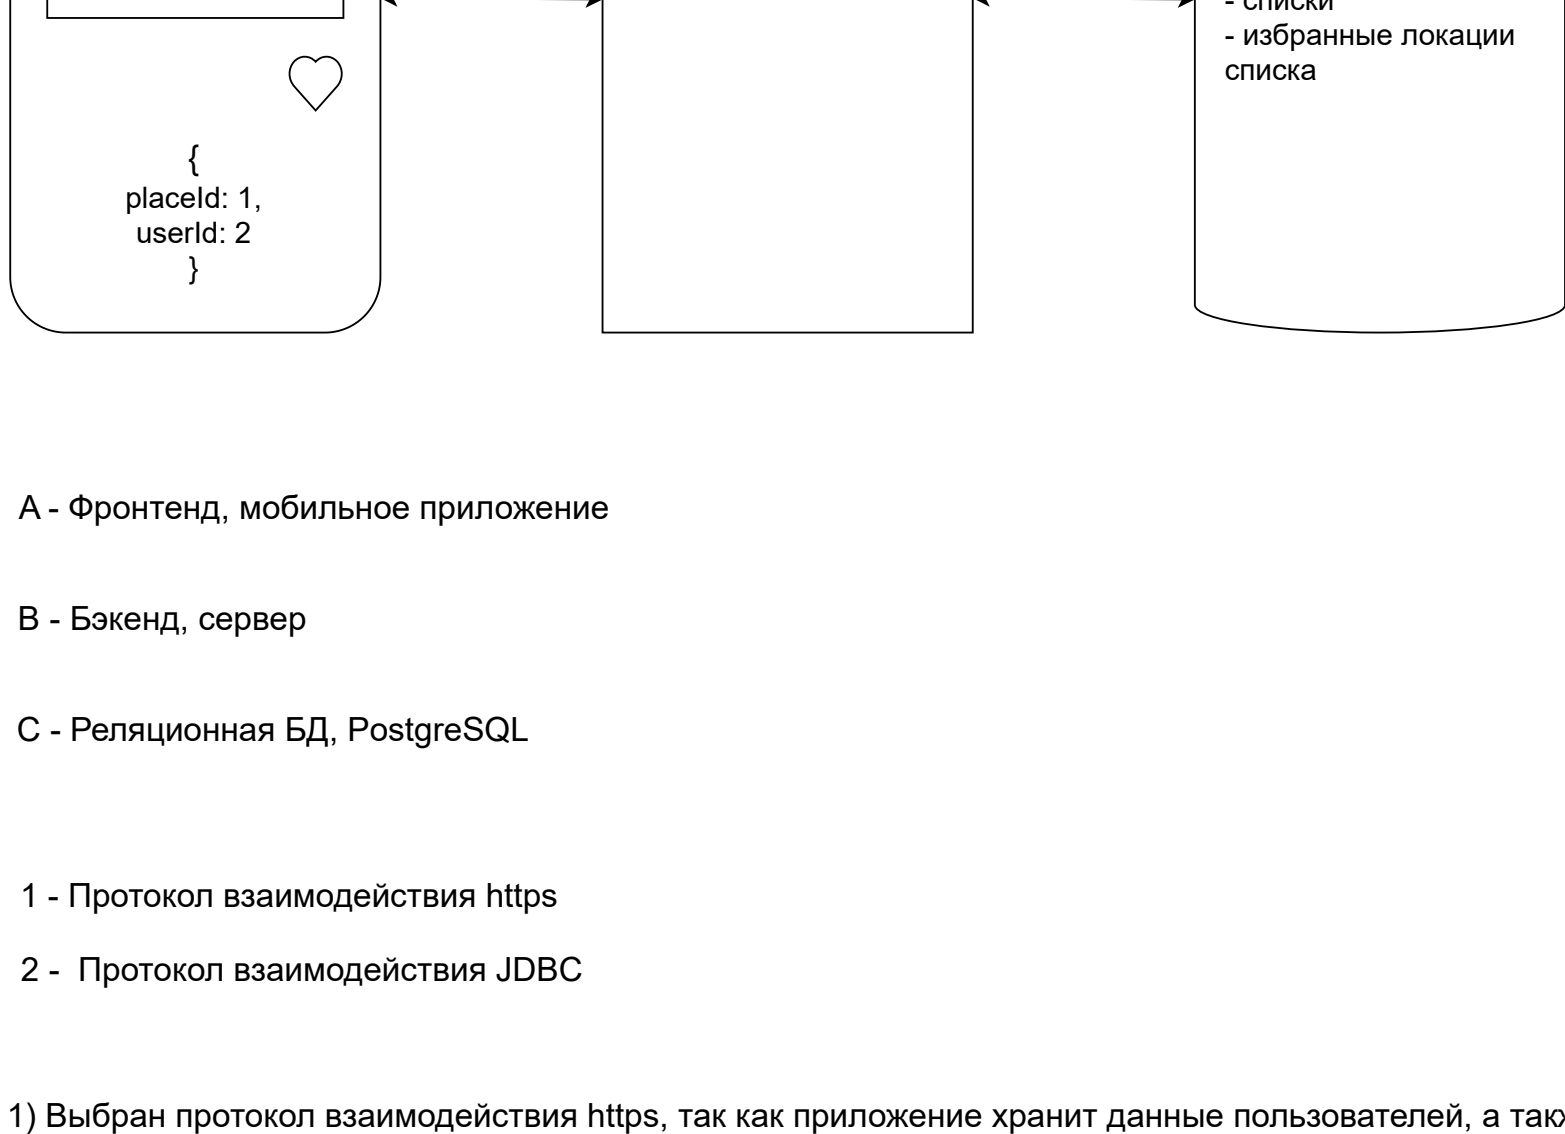 - списки
- избранные локации
списка
{
placeId: 1,
userId: 2
}
A - Фронтенд, мобильное приложение
B - Бэкенд, сервер
C - Реляционная БД, PostgreSQL
1 - Протокол взаимодействия https
2 - Протокол взаимодействия JDBC
1) Выбран протокол взаимодействия https, так как приложение хранит данные пользователей, а